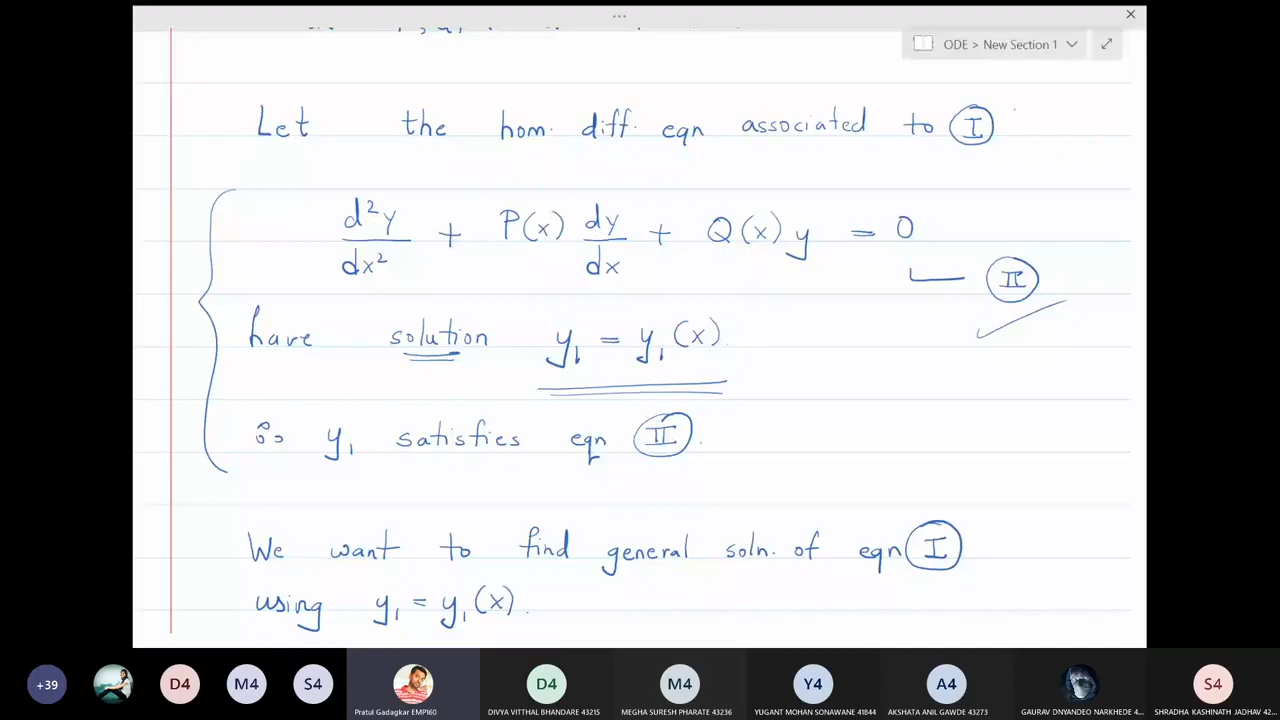 ODE > New Section 1
Let the hom. diff. eqn associated to I
d²y/dx² + P(x) dy/dx + Q(x) y = 0
II
have solution y₁ = y₁(x).
∴ y₁ satisfies eqn II.
We want to find general soln. of eqn I
using y₁ = y₁(x).
+39
D4
M4
S4
D4
M4
Y4
A4
S4
Pratul Gadagkar EMP160
DIVYA VITTHAL BHANDARE 43215
MEGHA SURESH PHARATE 43236
YUGANT MOHAN SONAWANE 41844
AKSHATA ANIL GAWDE 43273
GAURAV DNYANDEO NARKHEDE 4...
SHRADHA KASHINATH JADHAV 42...